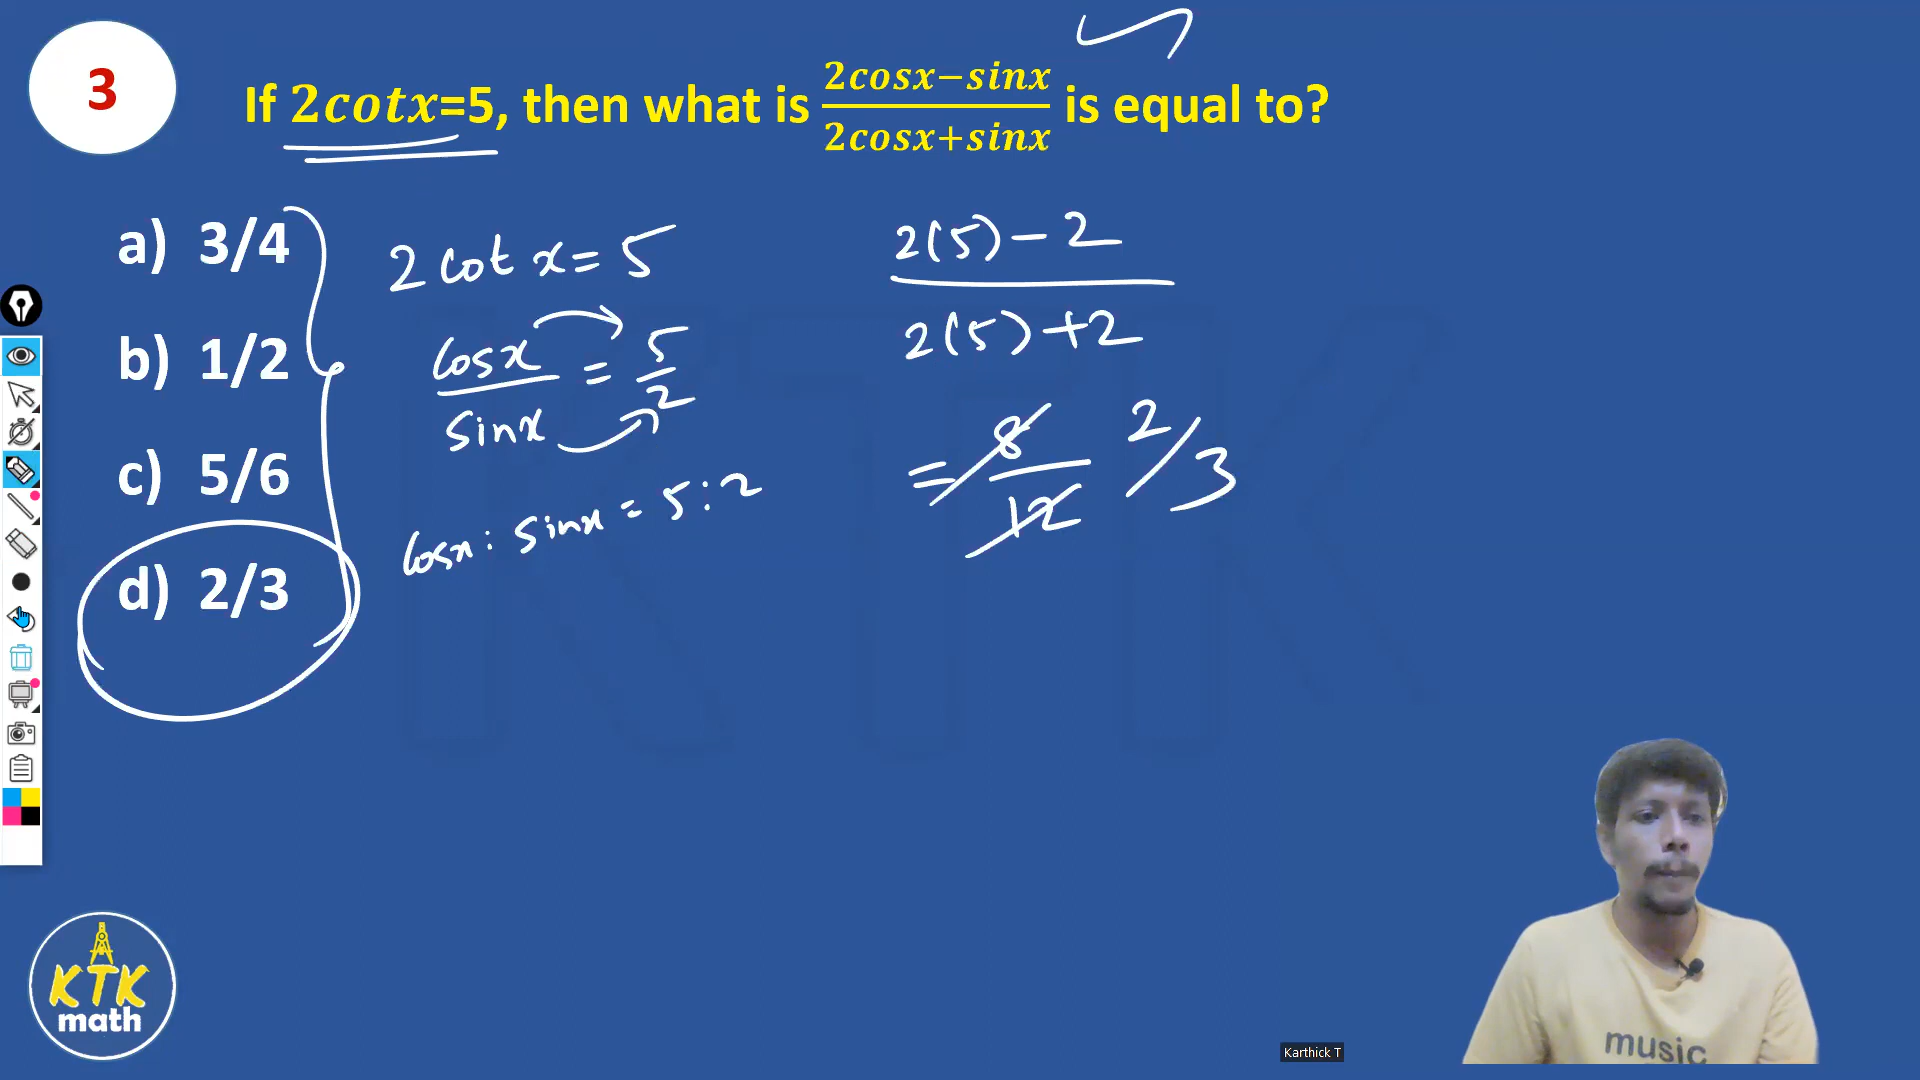 3
If 2cotx=5, then what is (2cosx−sinx)/(2cosx+sinx) is equal to?
a) 3/4
b) 1/2
c) 5/6
d) 2/3
2 cot x = 5
cosx/sinx = 5/2
cosx : sinx = 5 : 2
2(5) − 2
2(5) + 2
= 8/12 2/3
KTK
math
music
Karthick T